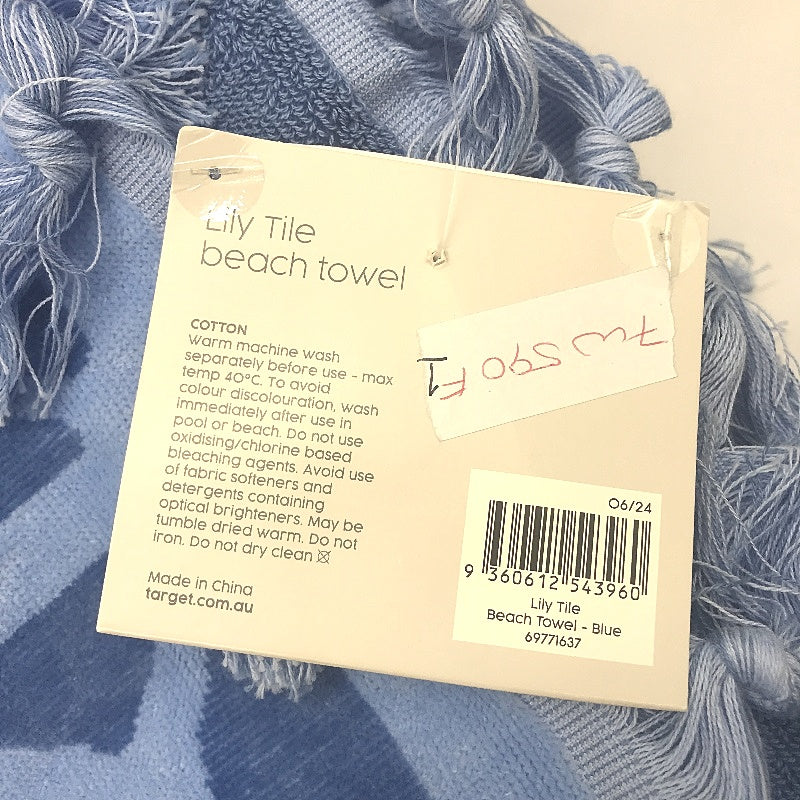 Lily Tile
beach towel
COTTON
Warm machine wash
separately before use - max
temp 40°C. To avoid
colour discolouration, wash
immediately after use in
pool or beach. Do not use
oxidising/chlorine based
bleaching agents. Avoid use
of fabric softeners and
detergents containing
optical brighteners. May be
tumble dried warm. Do not
iron. Do not dry clean
Made in China
target.com.au
06/24
9 360612 543960
Lily Tile
Beach Towel - Blue
69771637